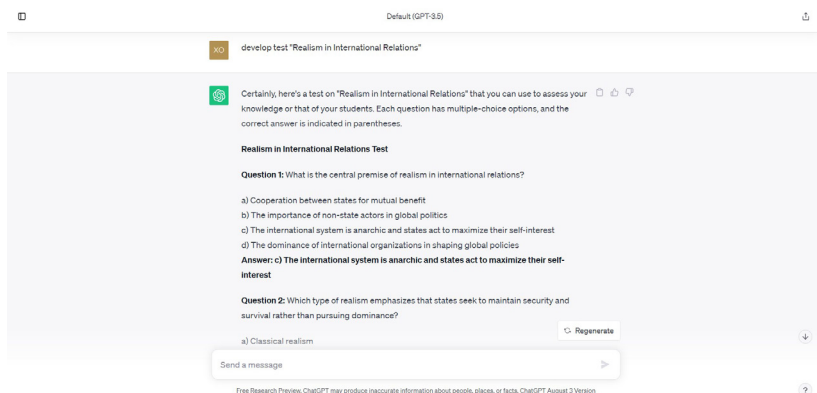 Default (GPT-3.5)
XO
develop test "Realism in International Relations"
Certainly, here's a test on "Realism in International Relations" that you can use to assess your
knowledge or that of your students. Each question has multiple-choice options, and the
correct answer is indicated in parentheses.
Realism in International Relations Test
Question 1: What is the central premise of realism in international relations?
a) Cooperation between states for mutual benefit
b) The importance of non-state actors in global politics
c) The international system is anarchic and states act to maximize their self-interest
d) The dominance of international organizations in shaping global policies
Answer: c) The international system is anarchic and states act to maximize their self-
interest
Question 2: Which type of realism emphasizes that states seek to maintain security and
survival rather than pursuing dominance?
Regenerate
a) Classical realism
Send a message
Free Research Preview. ChatGPT may produce inaccurate information about people, places, or facts. ChatGPT August 3 Version
?